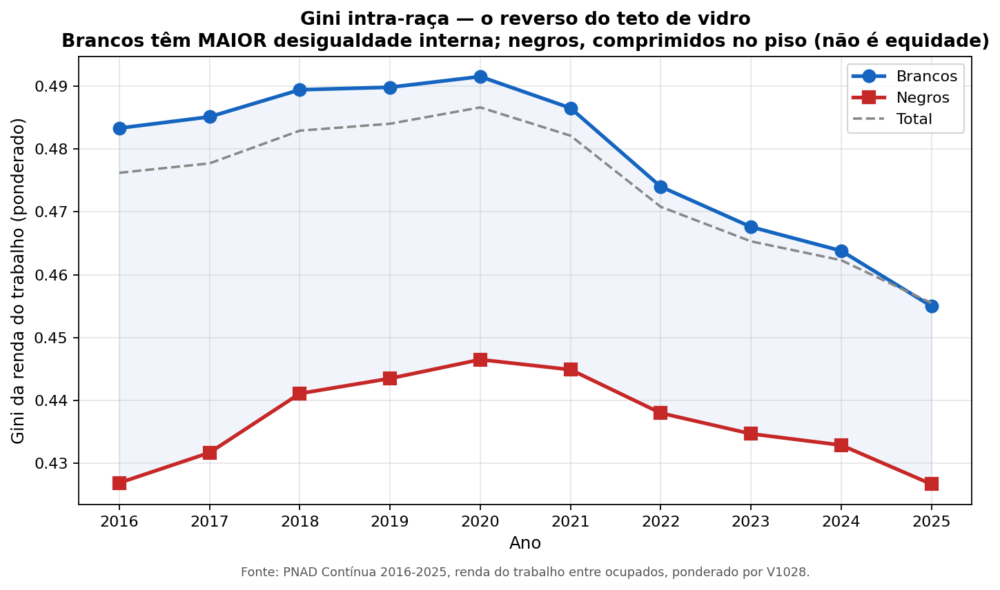 Gini intra-raça — o reverso do teto de vidro
Brancos têm MAIOR desigualdade interna; negros, comprimidos no piso (não é equidade)
Brancos
Negros
Total
Gini da renda do trabalho (ponderado)
0.49
0.48
0.47
0.46
0.45
0.44
0.43
2016 2017 2018 2019 2020 2021 2022 2023 2024 2025
Ano
Fonte: PNAD Contínua 2016-2025, renda do trabalho entre ocupados, ponderado por V1028.